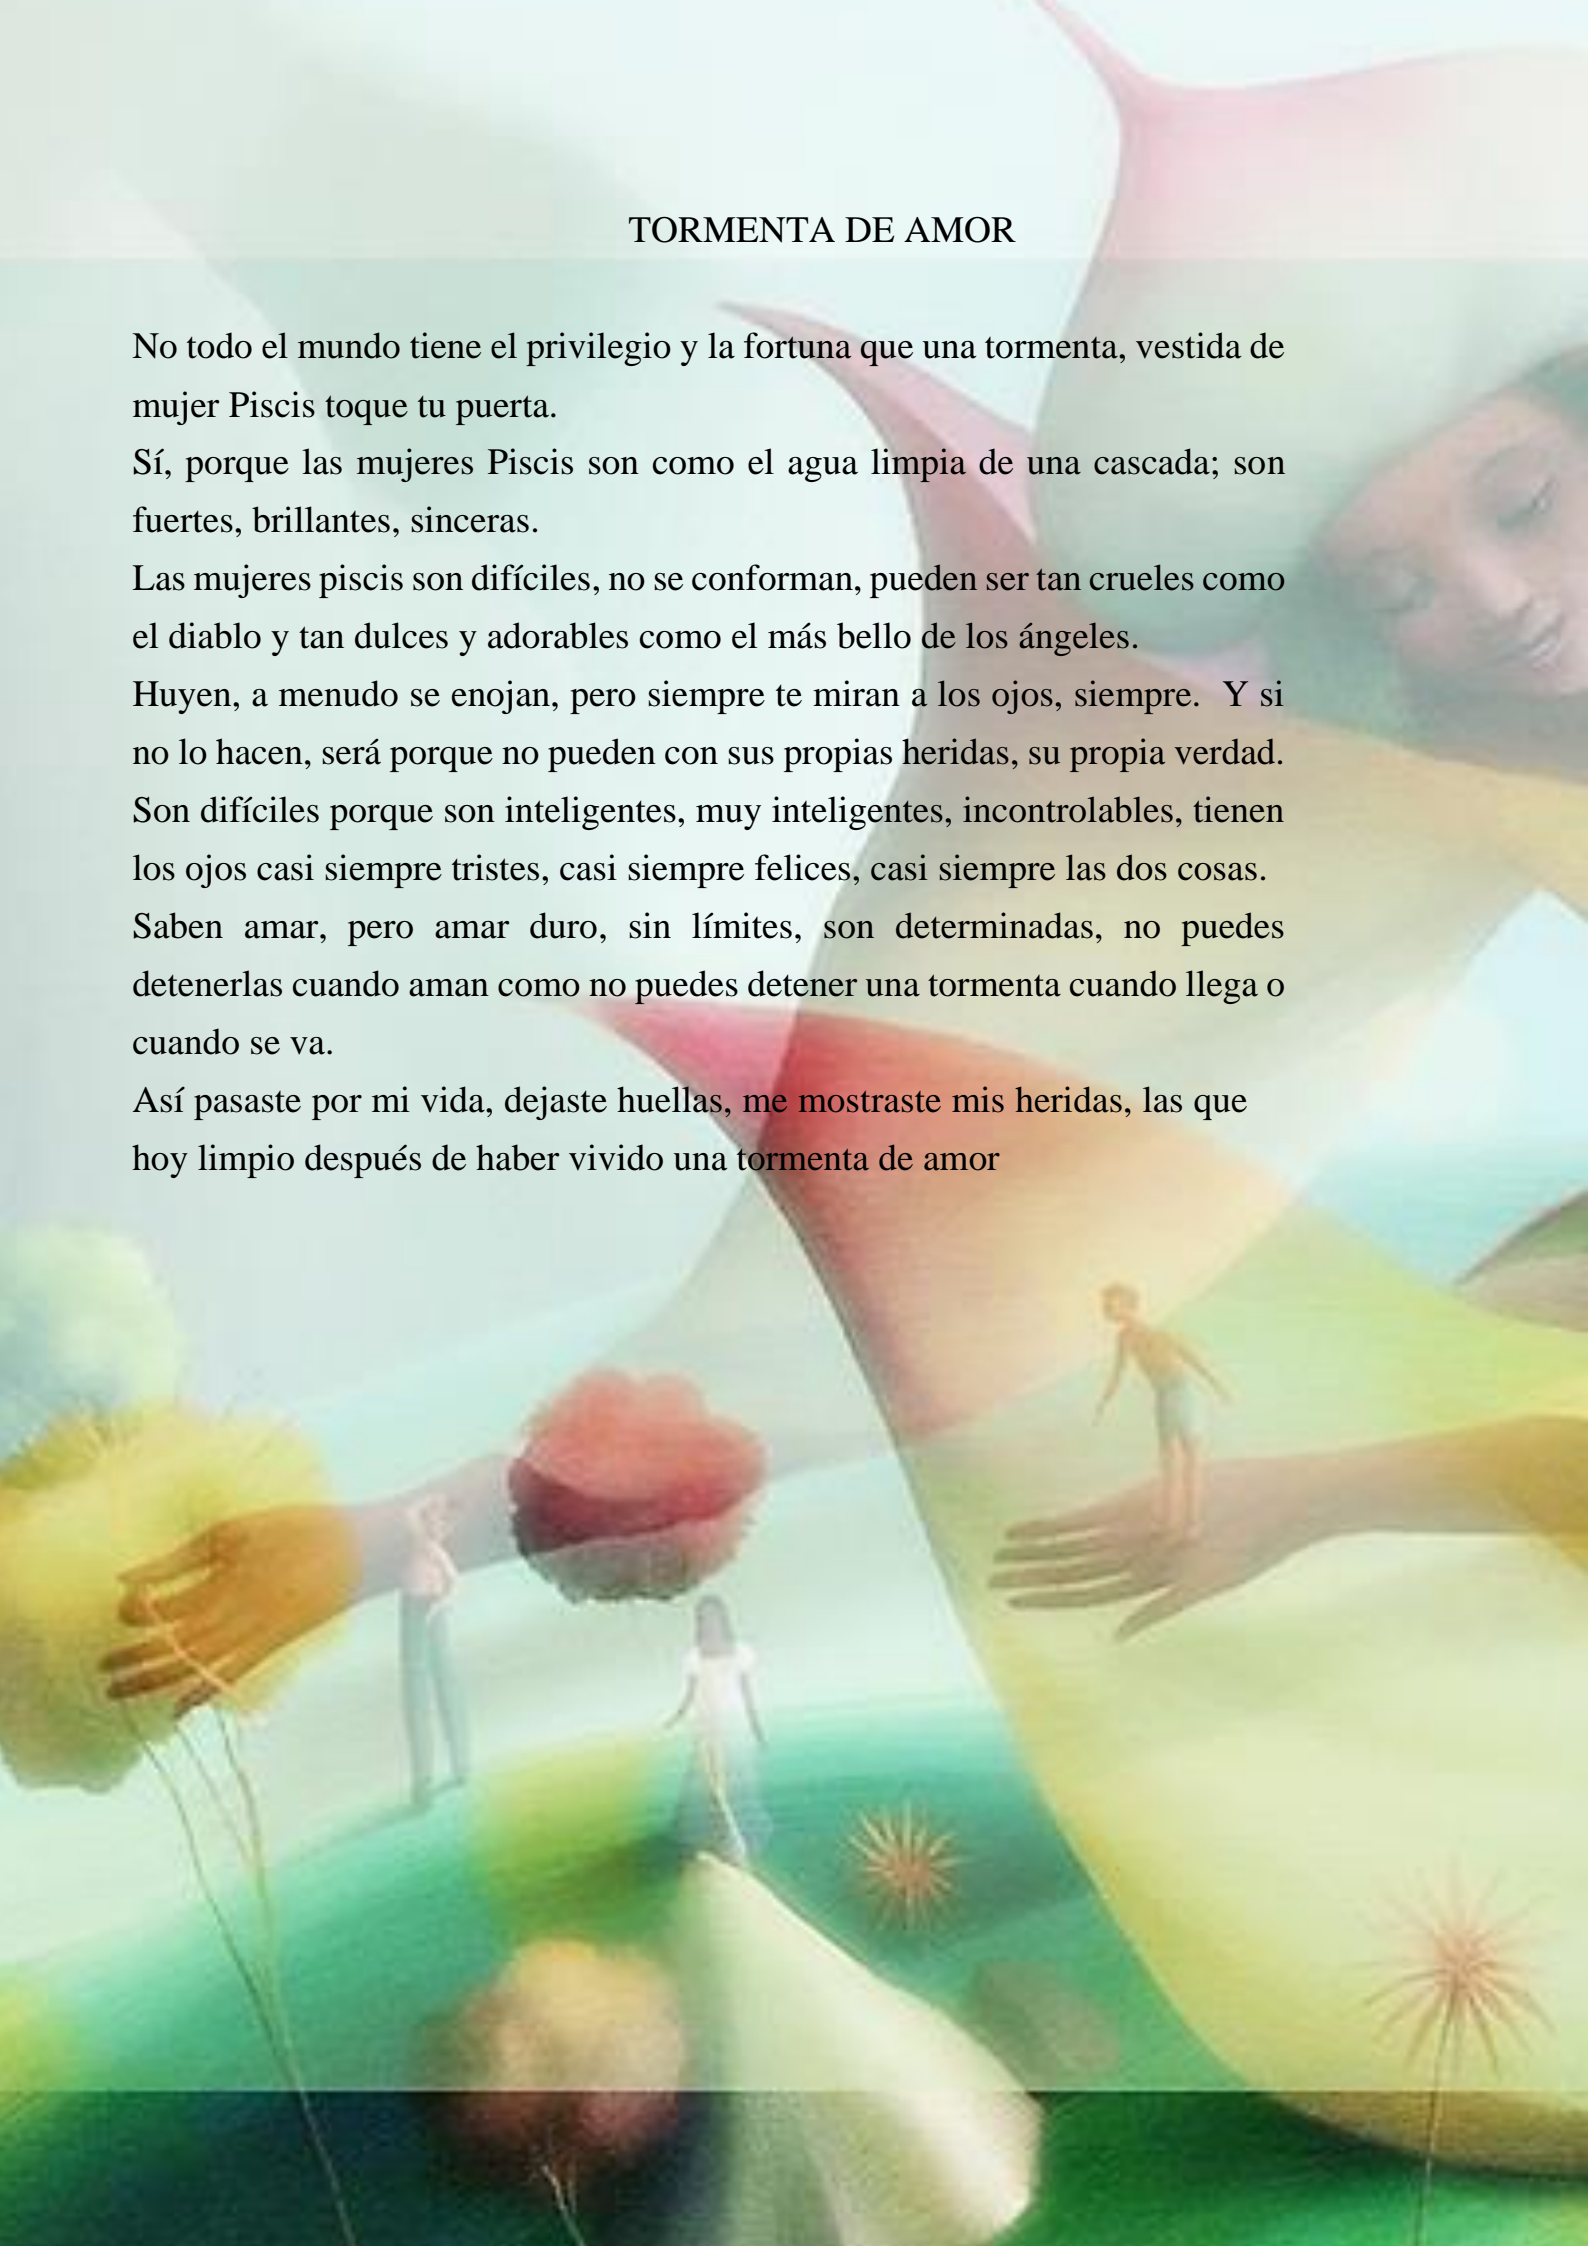 TORMENTA DE AMOR
No todo el mundo tiene el privilegio y la fortuna que una tormenta, vestida de
mujer Piscis toque tu puerta.
Sí, porque las mujeres Piscis son como el agua limpia de una cascada; son
fuertes, brillantes, sinceras.
Las mujeres piscis son difíciles, no se conforman, pueden ser tan crueles como
el diablo y tan dulces y adorables como el más bello de los ángeles.
Huyen, a menudo se enojan, pero siempre te miran a los ojos, siempre.  Y si
no lo hacen, será porque no pueden con sus propias heridas, su propia verdad.
Son difíciles porque son inteligentes, muy inteligentes, incontrolables, tienen
los ojos casi siempre tristes, casi siempre felices, casi siempre las dos cosas.
Saben amar, pero amar duro, sin límites, son determinadas, no puedes
detenerlas cuando aman como no puedes detener una tormenta cuando llega o
cuando se va.
Así pasaste por mi vida, dejaste huellas, me mostraste mis heridas, las que
hoy limpio después de haber vivido una tormenta de amor